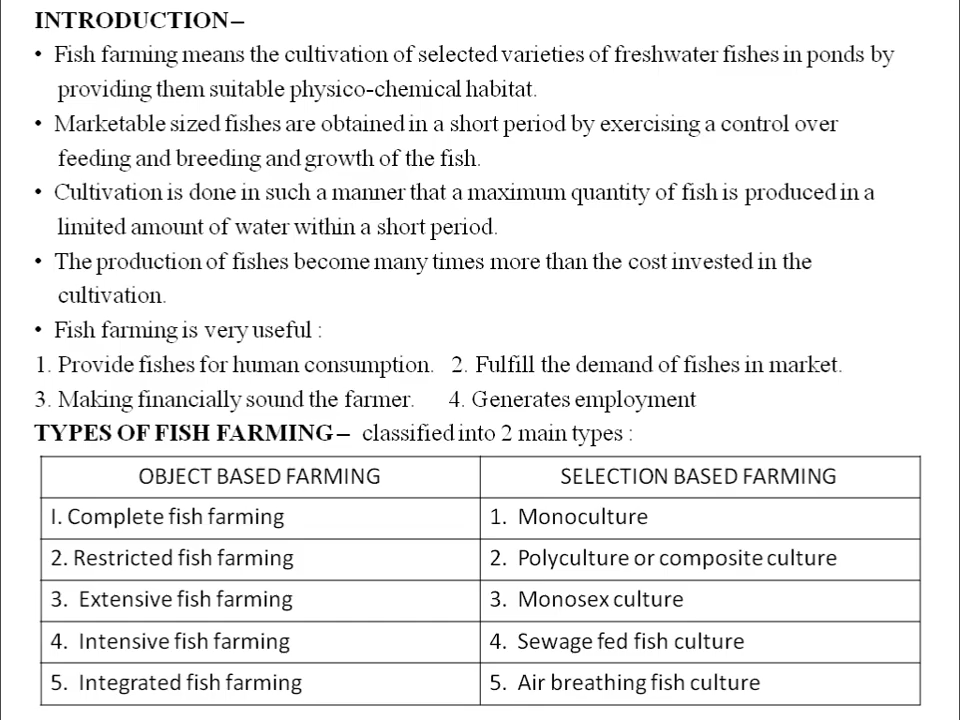 INTRODUCTION–
• Fish farming means the cultivation of selected varieties of freshwater fishes in ponds by
providing them suitable physico-chemical habitat.
• Marketable sized fishes are obtained in a short period by exercising a control over
feeding and breeding and growth of the fish.
• Cultivation is done in such a manner that a maximum quantity of fish is produced in a
limited amount of water within a short period.
• The production of fishes become many times more than the cost invested in the
cultivation.
• Fish farming is very useful :
1. Provide fishes for human consumption. 2. Fulfill the demand of fishes in market.
3. Making financially sound the farmer. 4. Generates employment
TYPES OF FISH FARMING– classified into 2 main types :
OBJECT BASED FARMING SELECTION BASED FARMING
I. Complete fish farming 1. Monoculture
2. Restricted fish farming 2. Polyculture or composite culture
3. Extensive fish farming 3. Monosex culture
4. Intensive fish farming 4. Sewage fed fish culture
5. Integrated fish farming 5. Air breathing fish culture